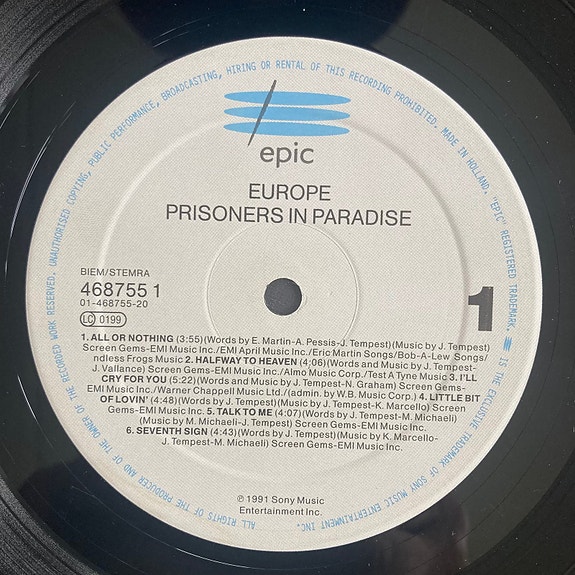 epic
EUROPE
PRISONERS IN PARADISE
BIEM/STEMRA
468755 1
01-468755-20
LC 0199
1
1. ALL OR NOTHING (3:55)(Words by E. Martin-A. Pessis-J. Tempest)(Music by J. Tempest)
Screen Gems-EMI Music Inc./EMI April Music Inc./Eric Martin Songs/Bob-A-Lew Songs/
ndless Frogs Music) 2. HALFWAY TO HEAVEN (4:06)(Words and Music by J. Tempest-
J. Vallance) Screen Gems-EMI Music Inc./Almo Music Corp./Test A Tyne Music 3. I'LL
CRY FOR YOU (5:22)(Words and Music by J. Tempest-N. Graham) Screen Gems-
EMI Music Inc./Warner Chappell Music Ltd./(admin. by W.B. Music Corp.) 4. LITTLE BIT
OF LOVIN' (4:48)(Words by J. Tempest)(Music by J. Tempest-K. Marcello) Screen
Gems-EMI Music Inc. 5. TALK TO ME (4:07)(Words by J. Tempest-M. Michaeli)
(Music by M. Michaeli-J. Tempest) Screen Gems-EMI Music Inc.
6. SEVENTH SIGN (4:43)(Words by J. Tempest)(Music by K. Marcello-
J. Tempest-M. Michaeli) Screen Gems-EMI Music Inc.
℗ 1991 Sony Music
Entertainment Inc.
ALL RIGHTS OF THE PRODUCER AND OF THE OWNER OF THE RECORDED WORK RESERVED. UNAUTHORISED COPYING, PUBLIC PERFORMANCE, BROADCASTING, HIRING OR RENTAL OF THIS RECORDING PROHIBITED. MADE IN HOLLAND. "EPIC" REGISTERED TRADEMARK. IS THE EXCLUSIVE TRADEMARK OF SONY MUSIC ENTERTAINMENT INC.